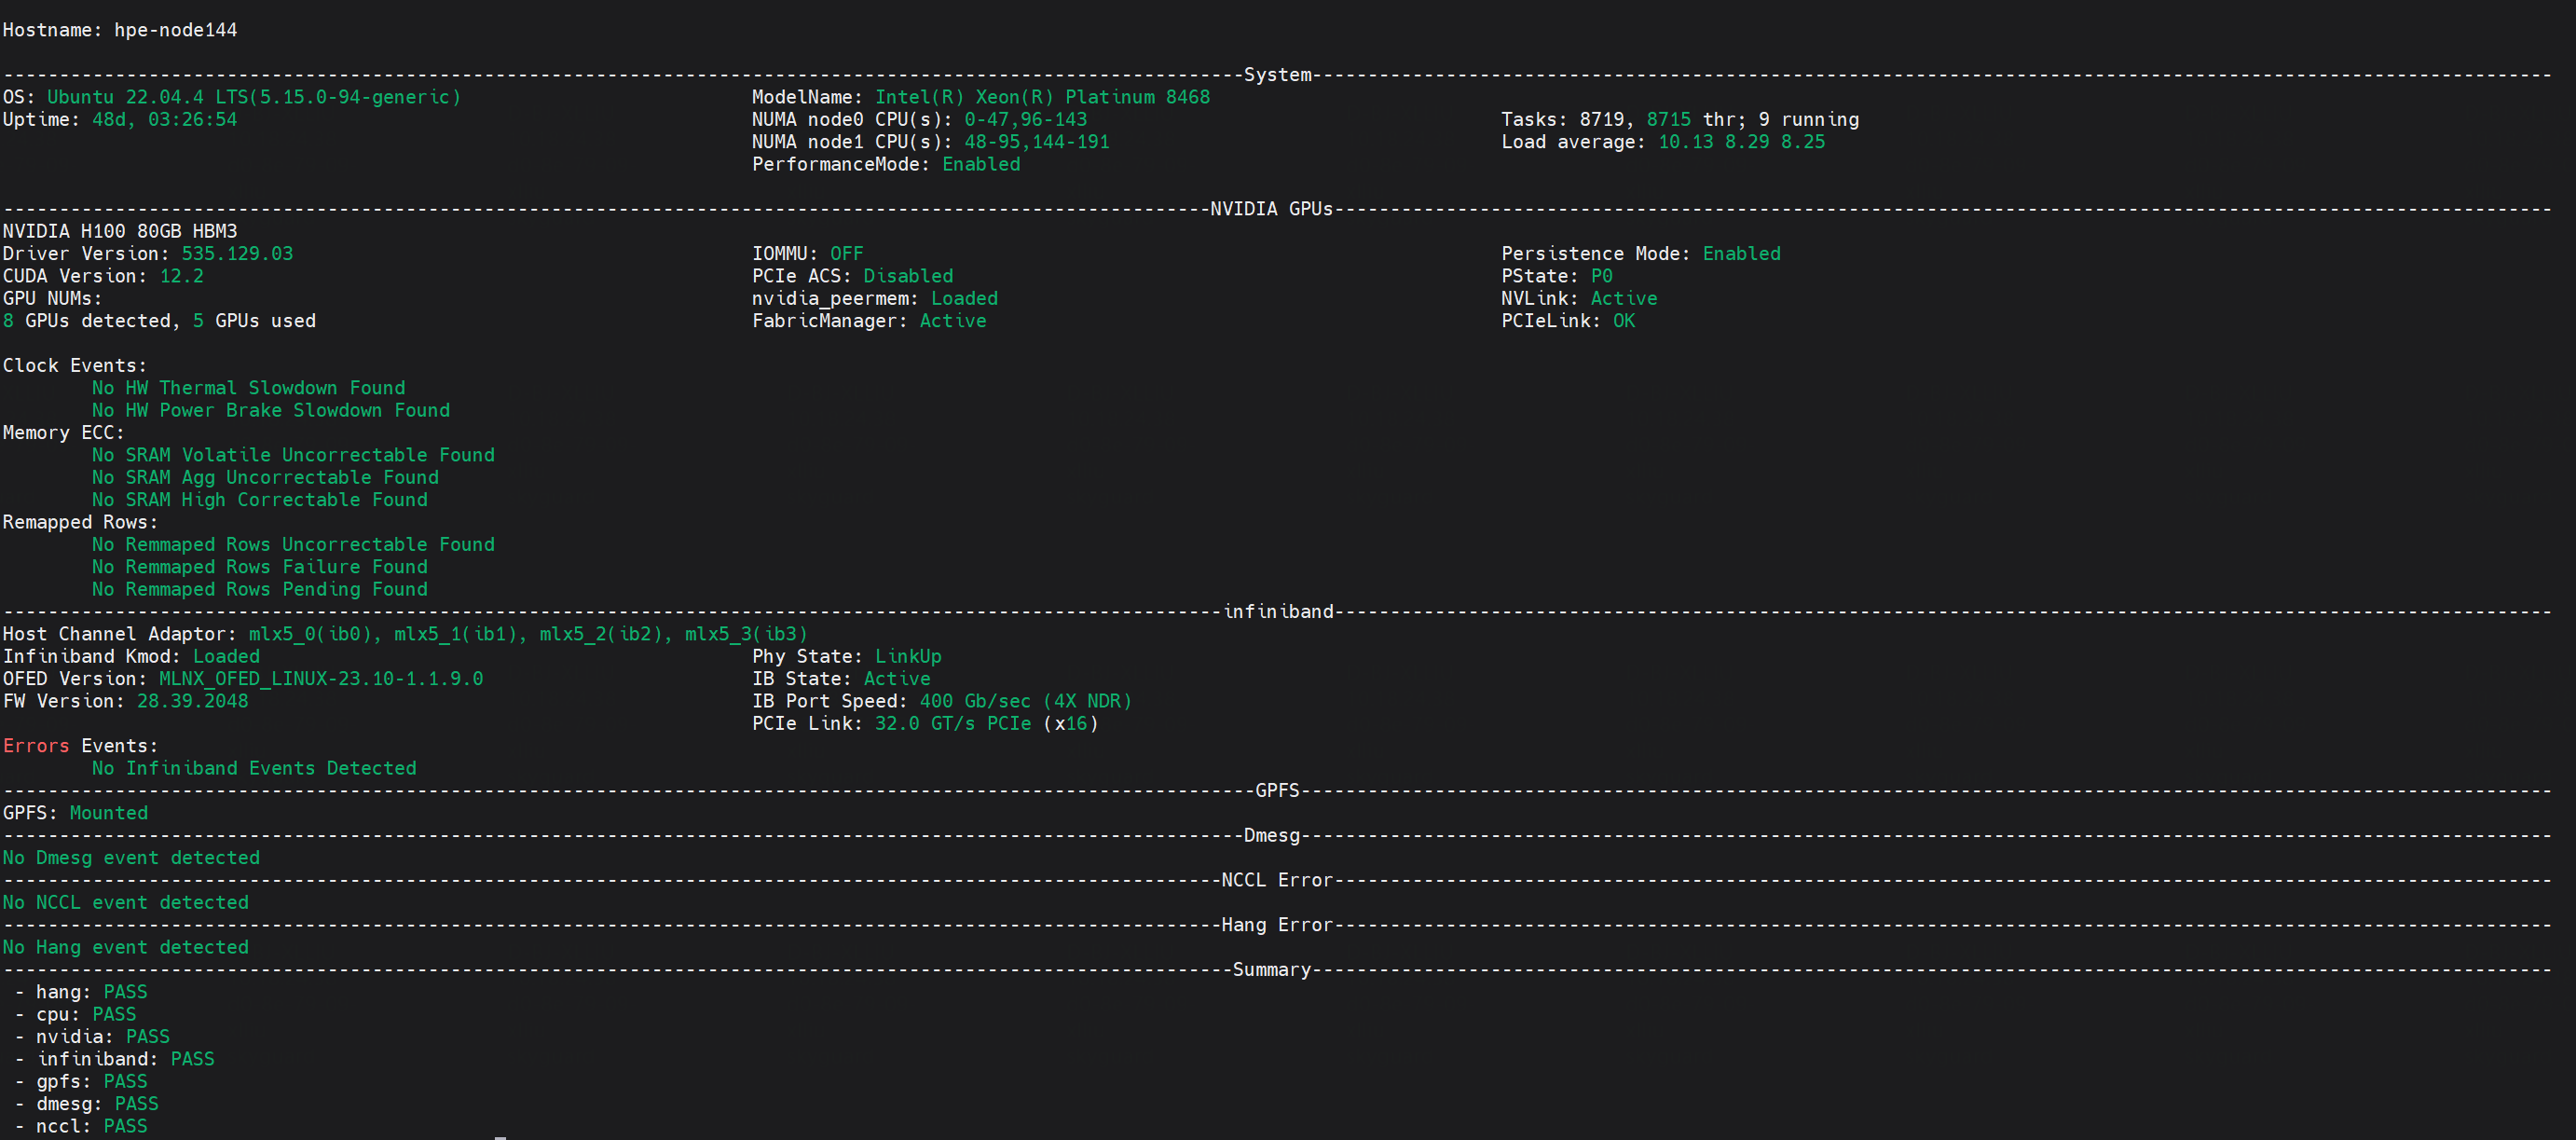 Hostname: hpe-node144
---------------------------------------------------------------------------------------------------------------System---------------------------------------------------------------------------------------------------------------
OS: Ubuntu 22.04.4 LTS(5.15.0-94-generic) ModelName: Intel(R) Xeon(R) Platinum 8468
Uptime: 48d, 03:26:54 NUMA node0 CPU(s): 0-47,96-143 Tasks: 8719, 8715 thr; 9 running
NUMA node1 CPU(s): 48-95,144-191 Load average: 10.13 8.29 8.25
PerformanceMode: Enabled
------------------------------------------------------------------------------------------------------------NVIDIA GPUs-------------------------------------------------------------------------------------------------------------
NVIDIA H100 80GB HBM3
Driver Version: 535.129.03 IOMMU: OFF Persistence Mode: Enabled
CUDA Version: 12.2 PCIe ACS: Disabled PState: P0
GPU NUMs: nvidia_peermem: Loaded NVLink: Active
8 GPUs detected, 5 GPUs used FabricManager: Active PCIeLink: OK
Clock Events:
No HW Thermal Slowdown Found
No HW Power Brake Slowdown Found
Memory ECC:
No SRAM Volatile Uncorrectable Found
No SRAM Agg Uncorrectable Found
No SRAM High Correctable Found
Remapped Rows:
No Remmaped Rows Uncorrectable Found
No Remmaped Rows Failure Found
No Remmaped Rows Pending Found
-------------------------------------------------------------------------------------------------------------infiniband-------------------------------------------------------------------------------------------------------------
Host Channel Adaptor: mlx5_0(ib0), mlx5_1(ib1), mlx5_2(ib2), mlx5_3(ib3)
Infiniband Kmod: Loaded Phy State: LinkUp
OFED Version: MLNX_OFED_LINUX-23.10-1.1.9.0 IB State: Active
FW Version: 28.39.2048 IB Port Speed: 400 Gb/sec (4X NDR)
PCIe Link: 32.0 GT/s PCIe (x16)
Errors Events:
No Infiniband Events Detected
----------------------------------------------------------------------------------------------------------------GPFS----------------------------------------------------------------------------------------------------------------
GPFS: Mounted
---------------------------------------------------------------------------------------------------------------Dmesg----------------------------------------------------------------------------------------------------------------
No Dmesg event detected
-------------------------------------------------------------------------------------------------------------NCCL Error-------------------------------------------------------------------------------------------------------------
No NCCL event detected
-------------------------------------------------------------------------------------------------------------Hang Error-------------------------------------------------------------------------------------------------------------
No Hang event detected
--------------------------------------------------------------------------------------------------------------Summary---------------------------------------------------------------------------------------------------------------
- hang: PASS
- cpu: PASS
- nvidia: PASS
- infiniband: PASS
- gpfs: PASS
- dmesg: PASS
- nccl: PASS